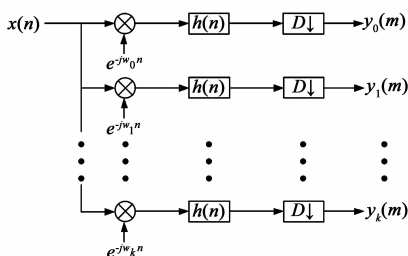 x(n) h(n) D↓ y₀(m)
e^{-jw₀n}
h(n) D↓ y₁(m)
e^{-jw₁n}
h(n) D↓ yₖ(m)
e^{-jwₖn}